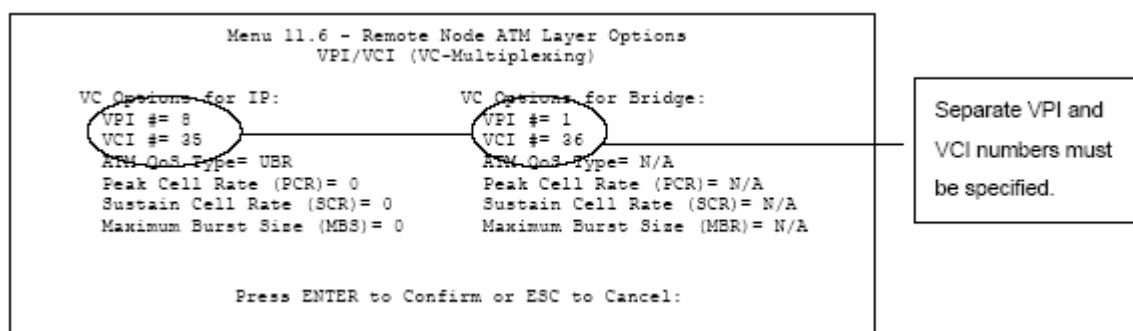 Menu 11.6 - Remote Node ATM Layer Options
VPI/VCI (VC-Multiplexing)
VC Options for IP:
VPI #= 8
VCI #= 35
ATM QoS Type= UBR
Peak Cell Rate (PCR)= 0
Sustain Cell Rate (SCR)= 0
Maximum Burst Size (MBS)= 0
VC Options for Bridge:
VPI #= 1
VCI #= 36
ATM QoS Type= N/A
Peak Cell Rate (PCR)= N/A
Sustain Cell Rate (SCR)= N/A
Maximum Burst Size (MBR)= N/A
Press ENTER to Confirm or ESC to Cancel:
Separate VPI and
VCI numbers must
be specified.